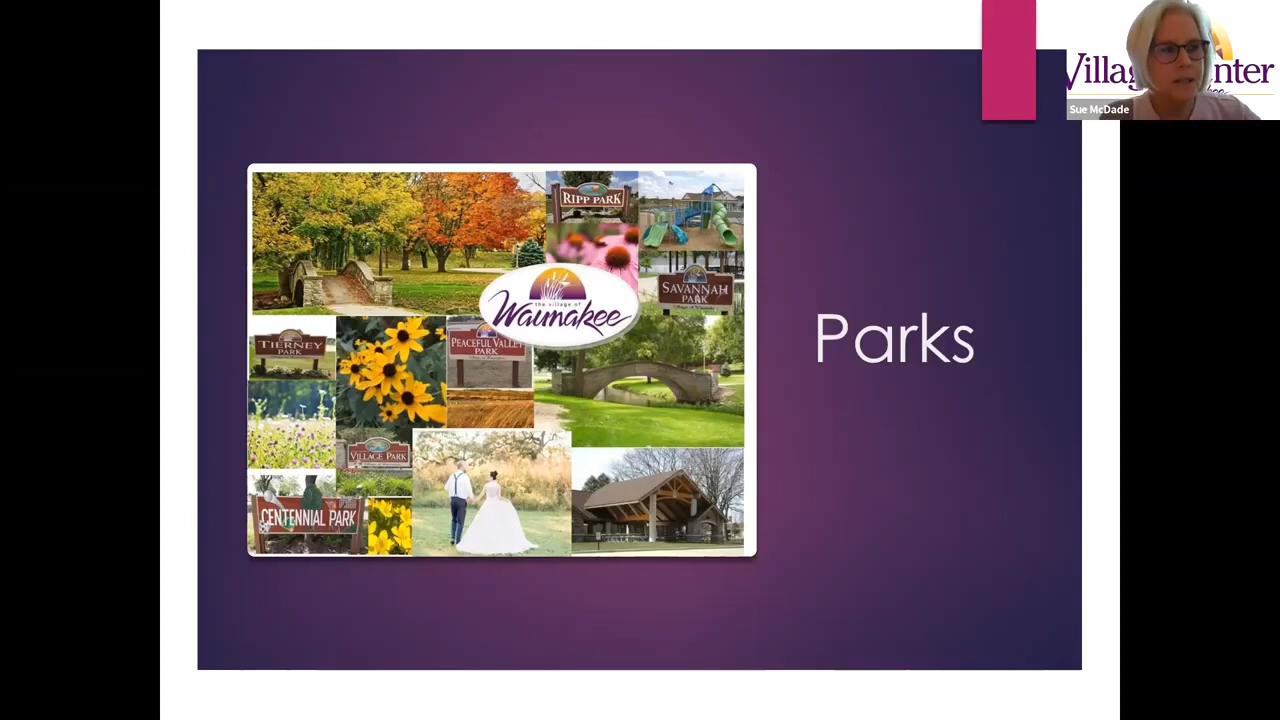 Villag
nter
Sue McDade
RIPP PARK
SAVANNAH
PARK
the village of
Waunakee
TIERNEY
PARK
PEACEFUL VALLEY
PARK
Parks
VILLAGE PARK
CENTENNIAL PARK